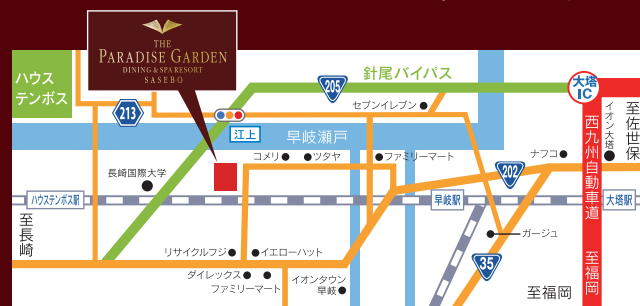 THE
PARADISE GARDEN
DINING & SPA RESORT
SASEBO
ハウス
テンボス
205
針尾バイパス
大塔
IC
至佐世保
213
セブンイレブン
江上
早岐瀬戸
イオン大塔
西九州自動車道
コメリ
ツタヤ
ファミリーマート
ナフコ
長崎国際大学
202
ハウステンボス駅
早岐駅
大塔駅
至長崎
ガージュ
リサイクルフジ
イエローハット
35
至福岡
ダイレックス
ファミリーマート
イオンタウン
早岐
至福岡